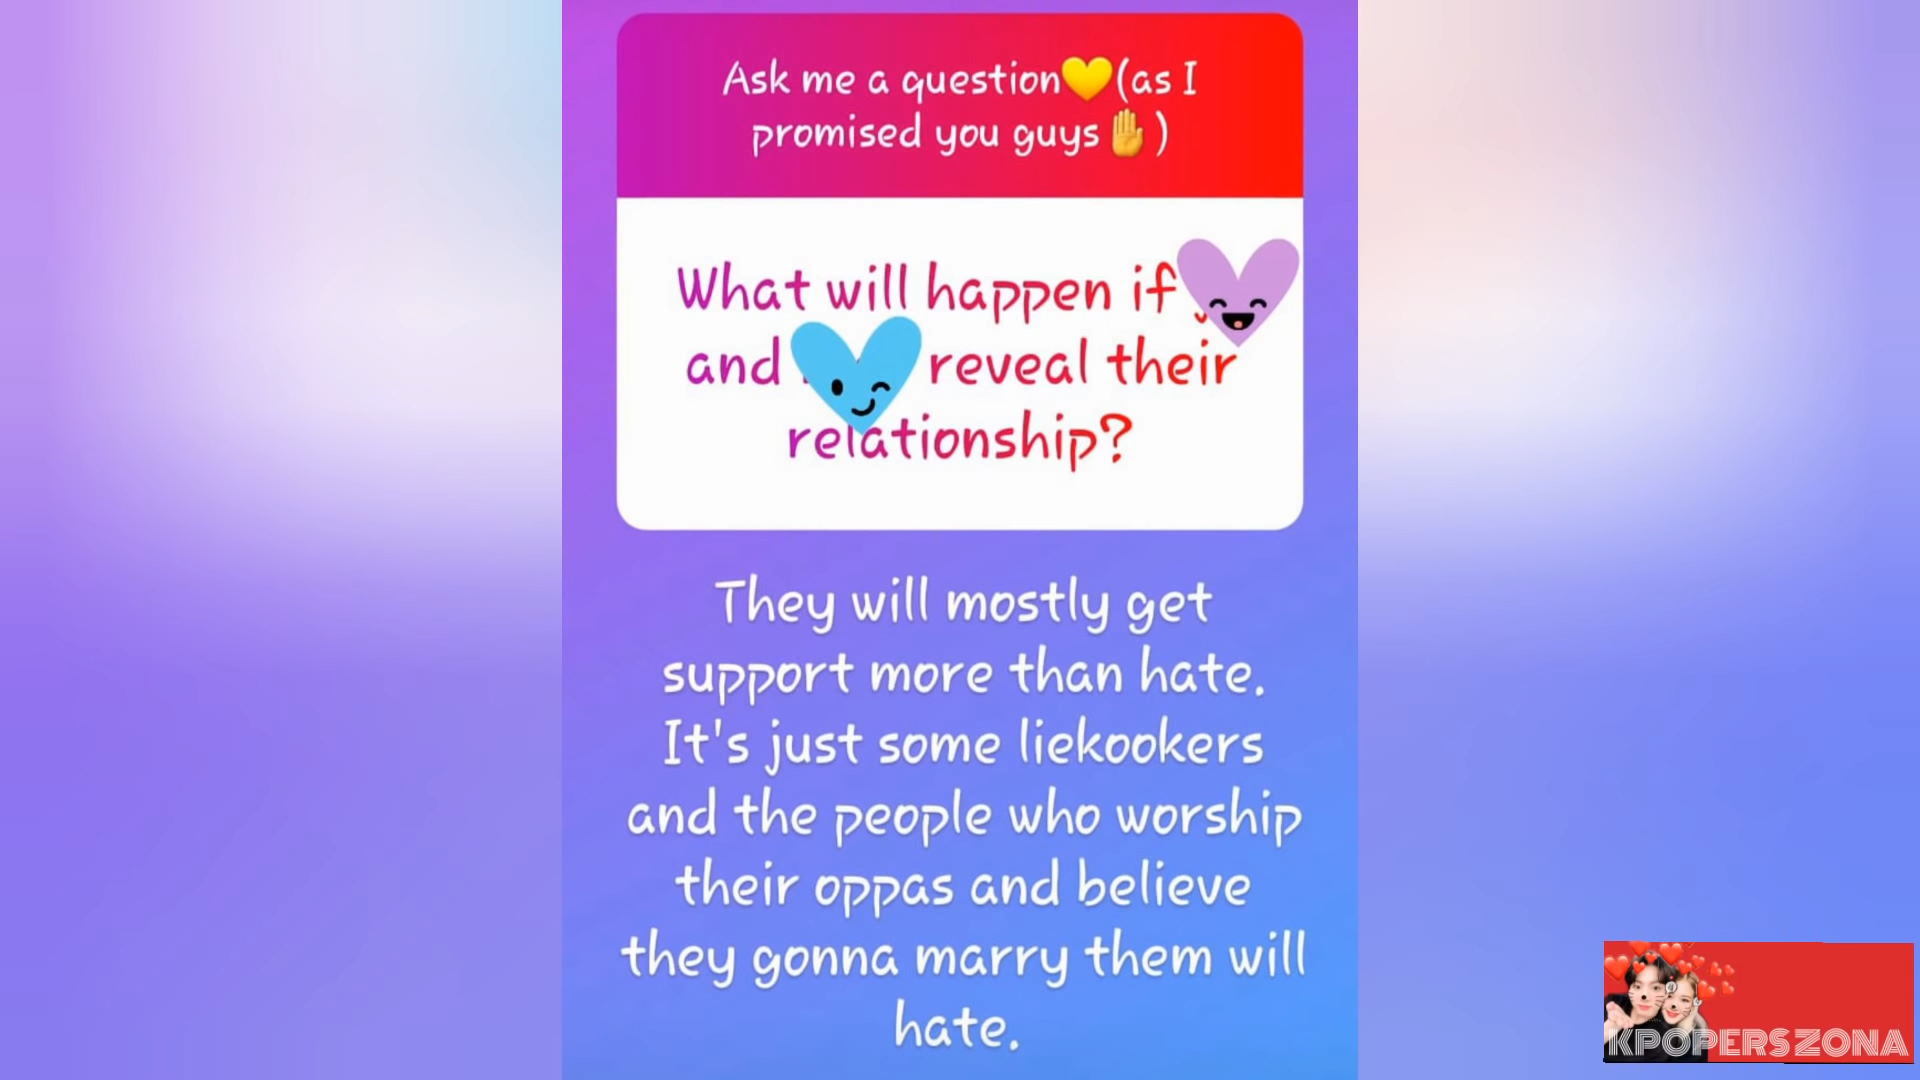 Ask me a question💛(as I
promised you guys✋)
What will happen if
and reveal their
relationship?
They will mostly get
support more than hate.
It's just some liekookers
and the people who worship
their oppas and believe
they gonna marry them will
hate.
KPOPERS ZONA